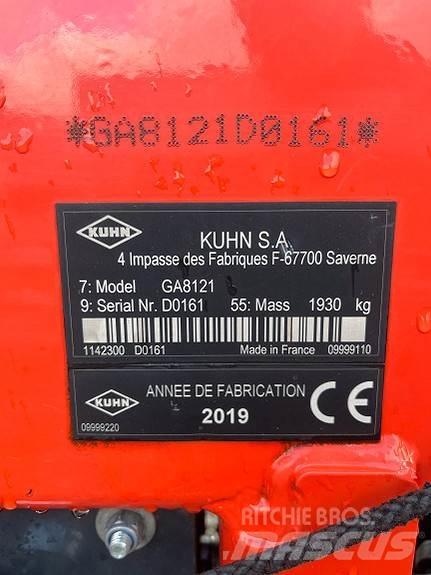 *GA8121D0161*
KUHN
KUHN S.A.
4 Impasse des Fabriques F-67700 Saverne
7: Model GA8121
9: Serial Nr. D0161 55: Mass 1930 kg
1142300 D0161 Made in France 09999110
KUHN
ANNEE DE FABRICATION
2019
CE
09999220
RITCHIE BROS.
Mascus